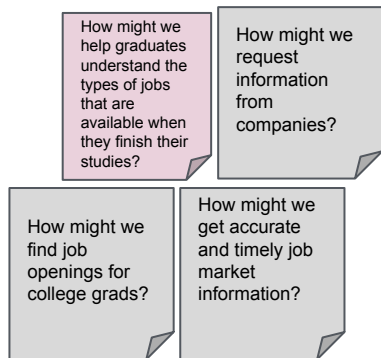 How might we
help graduates
understand the
types of jobs
that are
available when
they finish their
studies?
How might we
request
information
from
companies?
How might we
find job
openings for
college grads?
How might we
get accurate
and timely job
market
information?